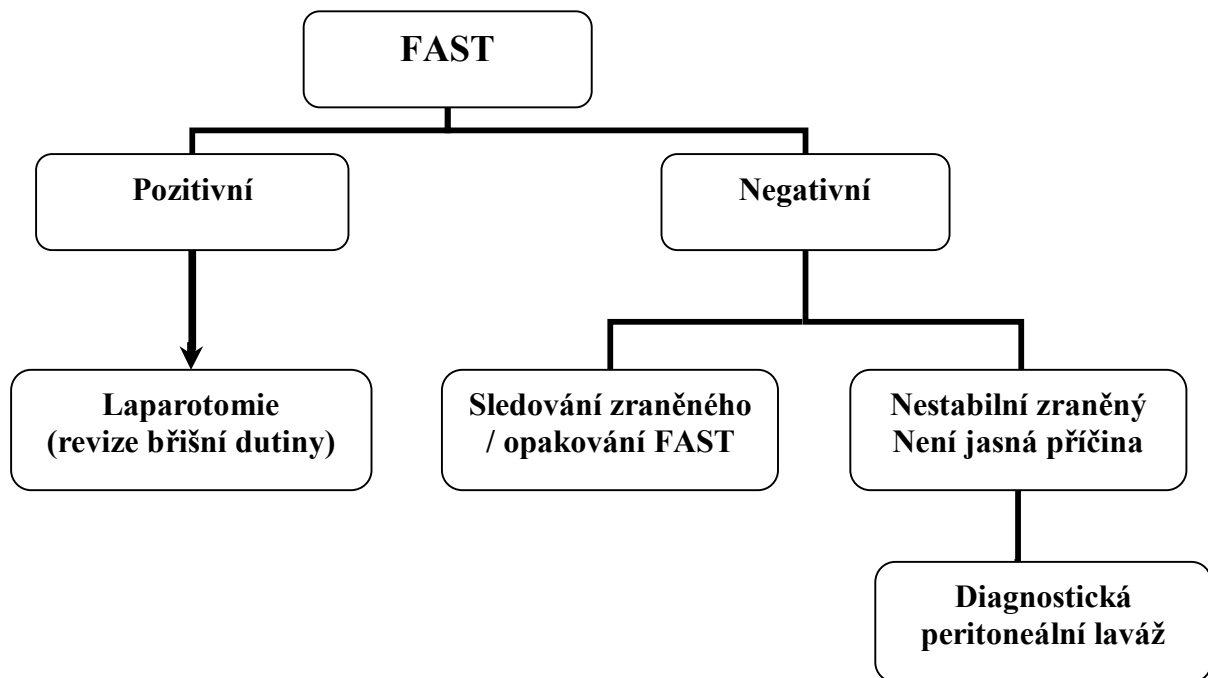 FAST
Pozitivní
Negativní
Laparotomie
(revize břišní dutiny)
Sledování zraněného
/ opakování FAST
Nestabilní zraněný
Není jasná příčina
Diagnostická
peritoneální laváž